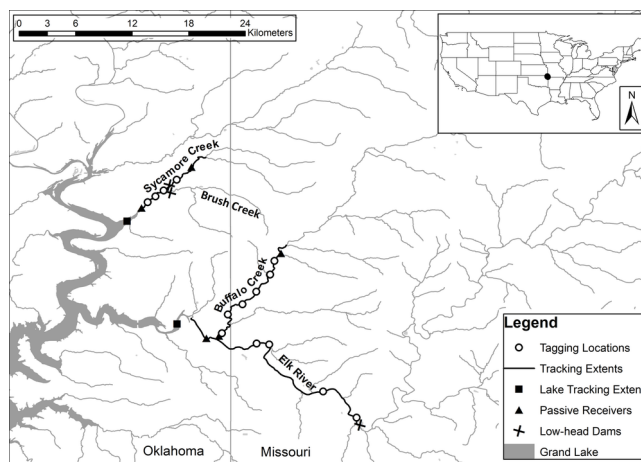 0 3 6 12 18 24
Kilometers
N
Sycamore Creek
Brush Creek
Buffalo Creek
Elk River
Oklahoma Missouri
Legend
Tagging Locations
Tracking Extents
Lake Tracking Extent
Passive Receivers
Low-head Dams
Grand Lake